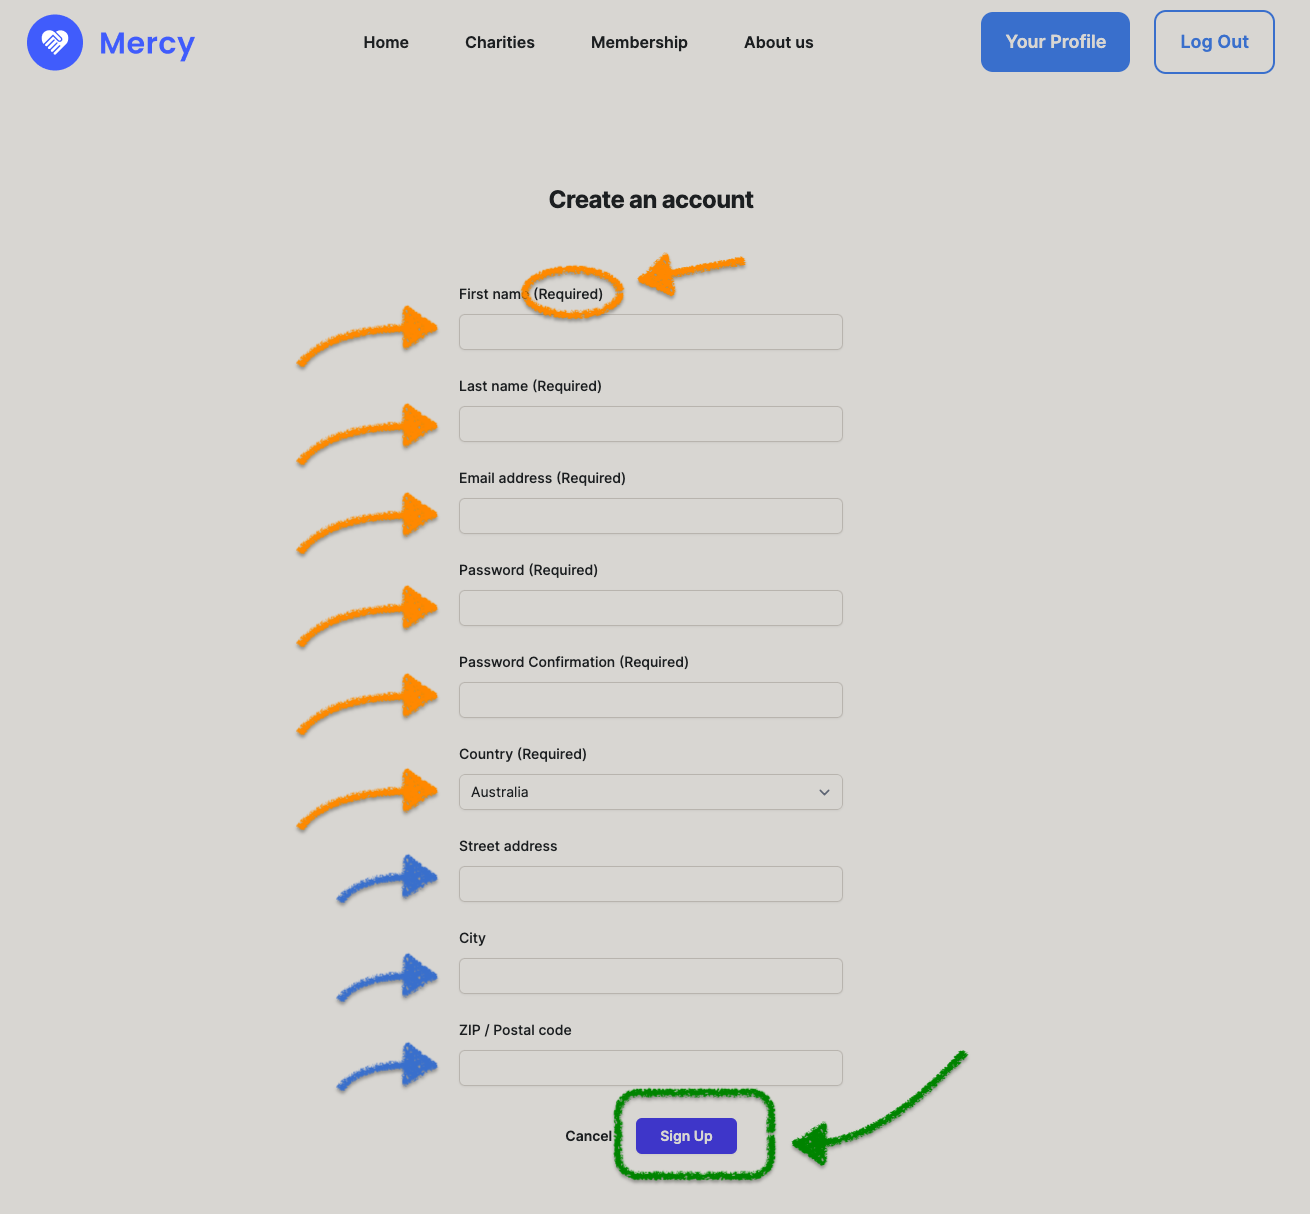 Mercy
Home
Charities
Membership
About us
Your Profile
Log Out
Create an account
First name (Required)
Last name (Required)
Email address (Required)
Password (Required)
Password Confirmation (Required)
Country (Required)
Australia
Street address
City
ZIP / Postal code
Cancel
Sign Up